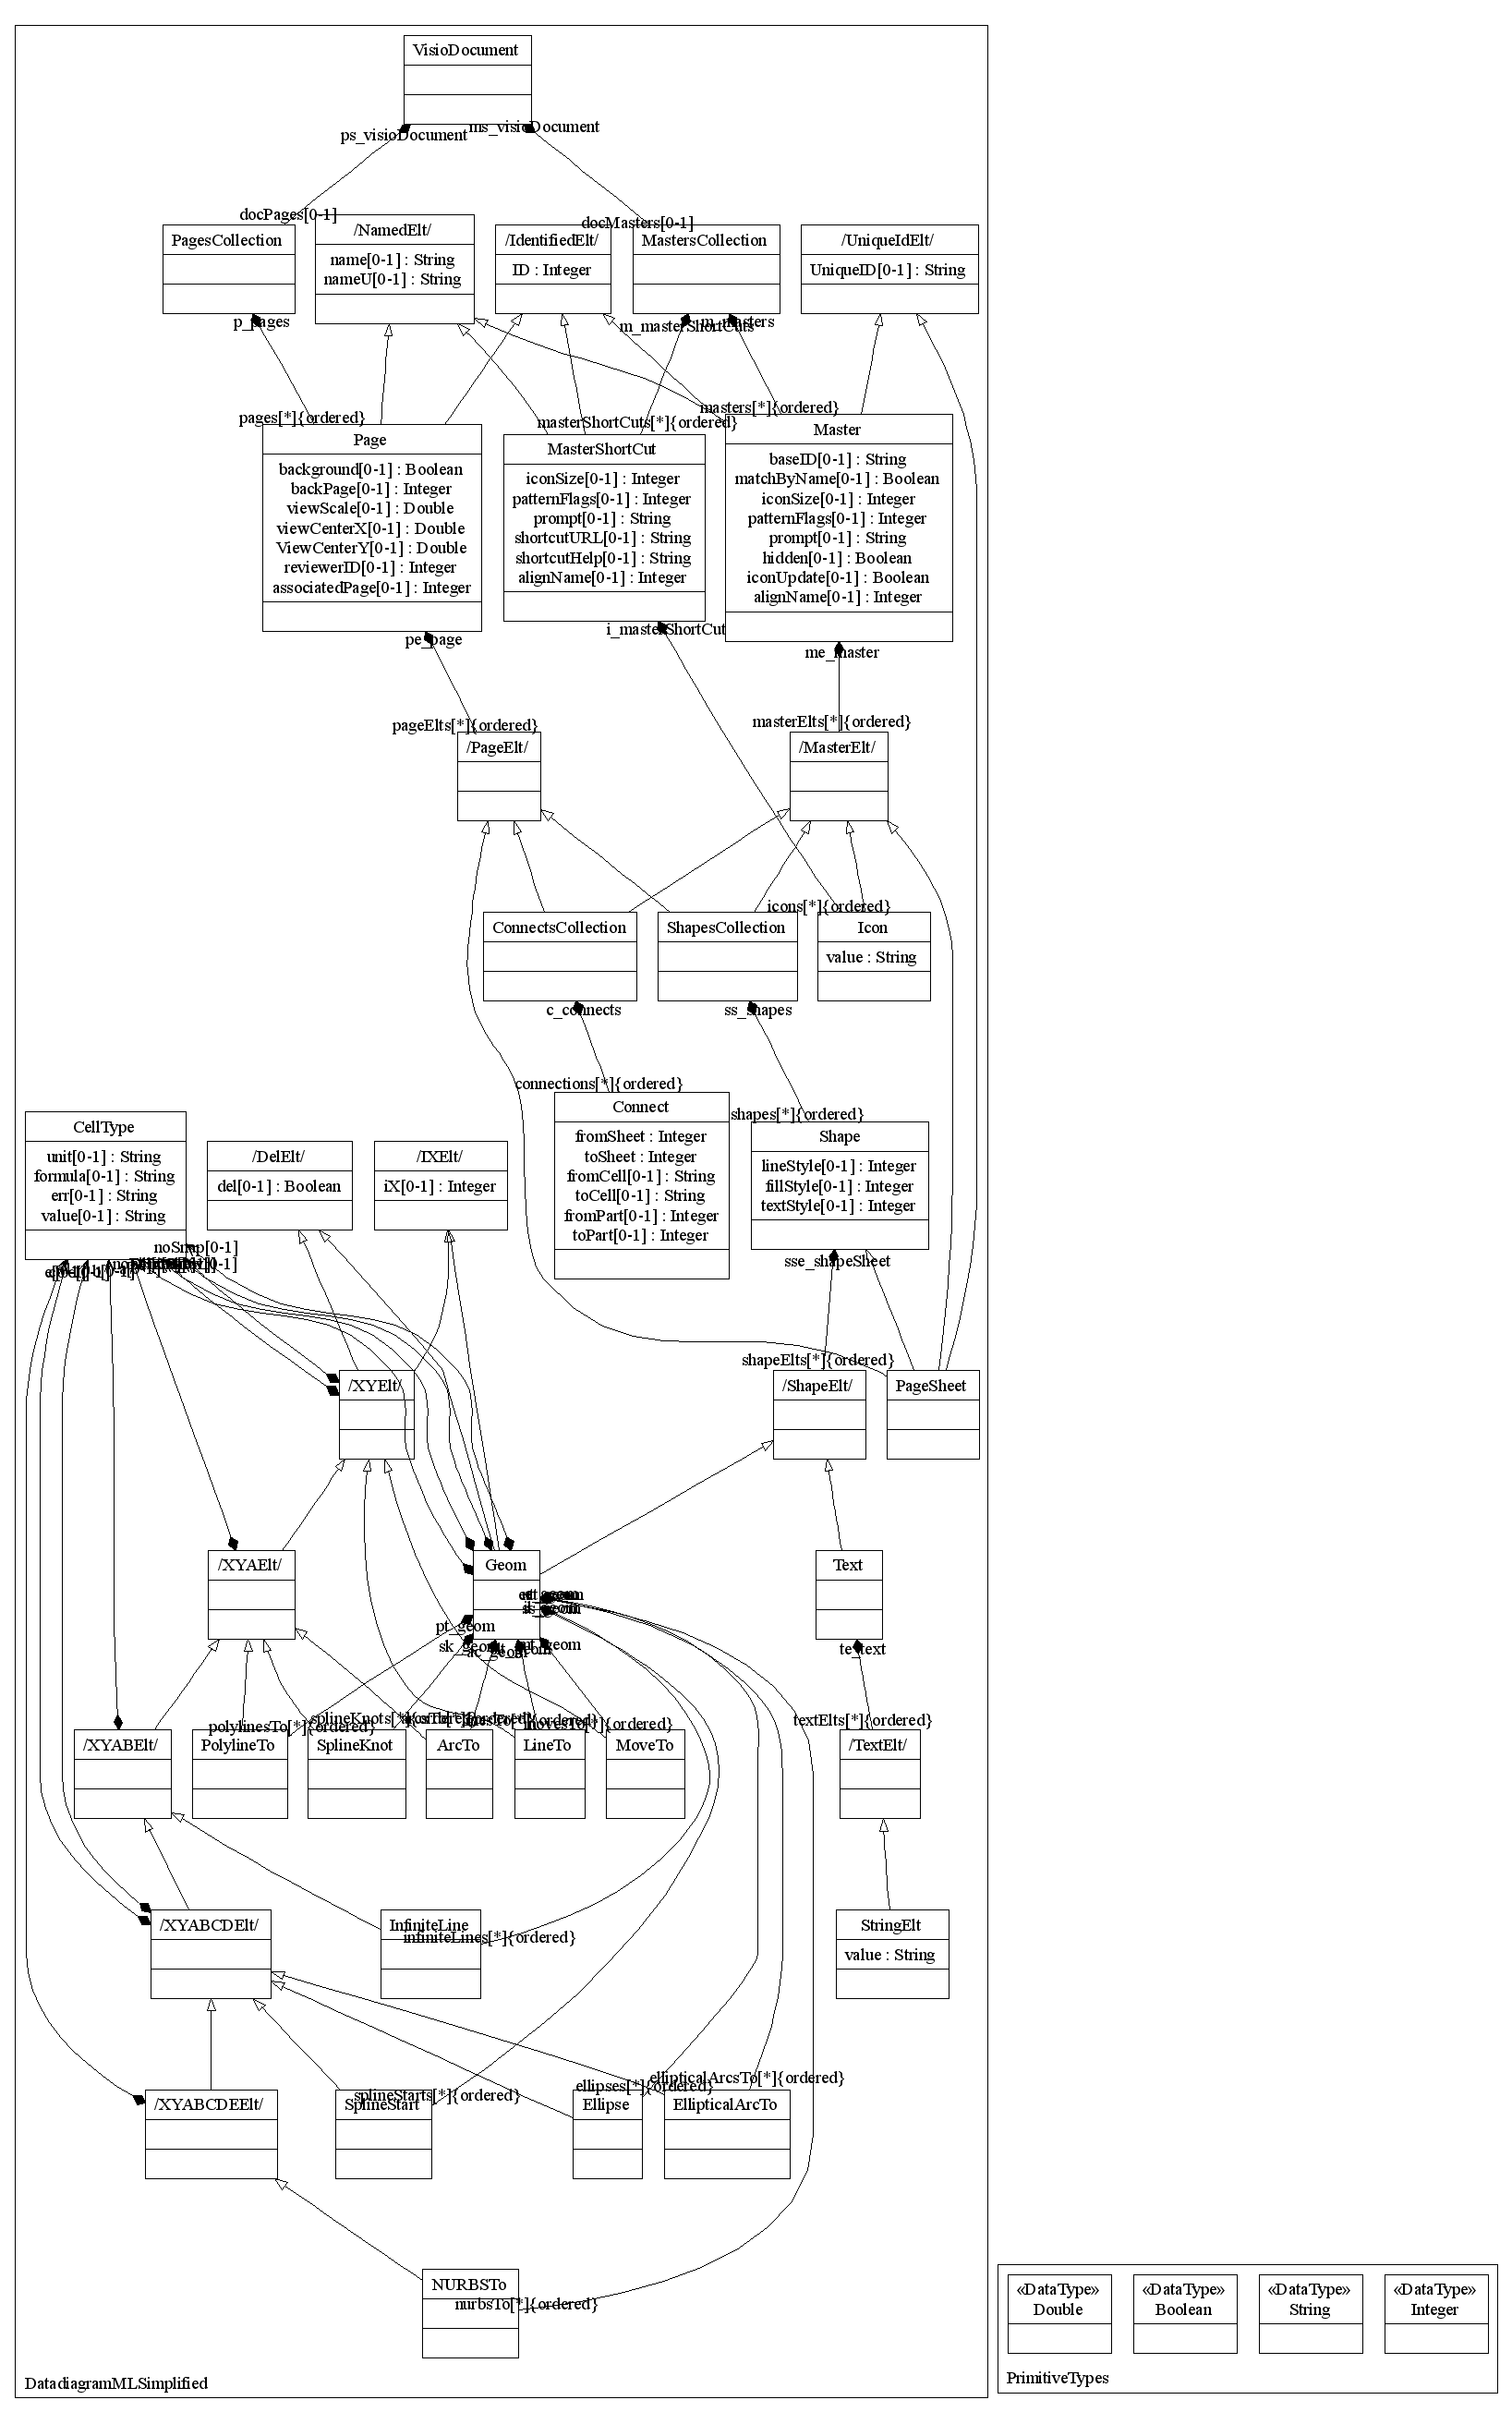 VisioDocument
ps_visioDocument
ms_visioDocument
docPages[0-1]
docMasters[0-1]
PagesCollection
/NamedElt/
name[0-1] : String
nameU[0-1] : String
/IdentifiedElt/
ID : Integer
MastersCollection
/UniqueIdElt/
UniqueID[0-1] : String
p_pages
m_masterShortCuts
m_masters
pages[*]{ordered}
masterShortCuts[*]{ordered}
masters[*]{ordered}
Page
background[0-1] : Boolean
backPage[0-1] : Integer
viewScale[0-1] : Double
viewCenterX[0-1] : Double
ViewCenterY[0-1] : Double
reviewerID[0-1] : Integer
associatedPage[0-1] : Integer
MasterShortCut
iconSize[0-1] : Integer
patternFlags[0-1] : Integer
prompt[0-1] : String
shortcutURL[0-1] : String
shortcutHelp[0-1] : String
alignName[0-1] : Integer
Master
baseID[0-1] : String
matchByName[0-1] : Boolean
iconSize[0-1] : Integer
patternFlags[0-1] : Integer
prompt[0-1] : String
hidden[0-1] : Boolean
iconUpdate[0-1] : Boolean
alignName[0-1] : Integer
pe_page
i_masterShortCut
me_master
pageElts[*]{ordered}
masterElts[*]{ordered}
/PageElt/
/MasterElt/
icons[*]{ordered}
ConnectsCollection
ShapesCollection
Icon
value : String
c_connects
ss_shapes
connections[*]{ordered}
shapes[*]{ordered}
Connect
fromSheet : Integer
toSheet : Integer
fromCell[0-1] : String
toCell[0-1] : String
fromPart[0-1] : Integer
toPart[0-1] : Integer
Shape
lineStyle[0-1] : Integer
fillStyle[0-1] : Integer
textStyle[0-1] : Integer
CellType
unit[0-1] : String
formula[0-1] : String
err[0-1] : String
value[0-1] : String
/DelElt/
del[0-1] : Boolean
/IXElt/
iX[0-1] : Integer
noSnap[0-1]
sse_shapeSheet
shapeElts[*]{ordered}
/XYElt/
/ShapeElt/
PageSheet
/XYAElt/
Geom
Text
pt_geom
te_text
polylinesTo[*]{ordered}
textElts[*]{ordered}
/XYABElt/
PolylineTo
SplineKnot
ArcTo
LineTo
MoveTo
/TextElt/
/XYABCDElt/
InfiniteLine
infiniteLines[*]{ordered}
StringElt
value : String
/XYABCDEElt/
SplineStart
splineStarts[*]{ordered}
ellipses[*]{ordered}
Ellipse
ellipticalArcsTo[*]{ordered}
EllipticalArcTo
NURBSTo
nurbsTo[*]{ordered}
DatadiagramMLSimplified
«DataType»
Double
«DataType»
Boolean
«DataType»
String
«DataType»
Integer
PrimitiveTypes